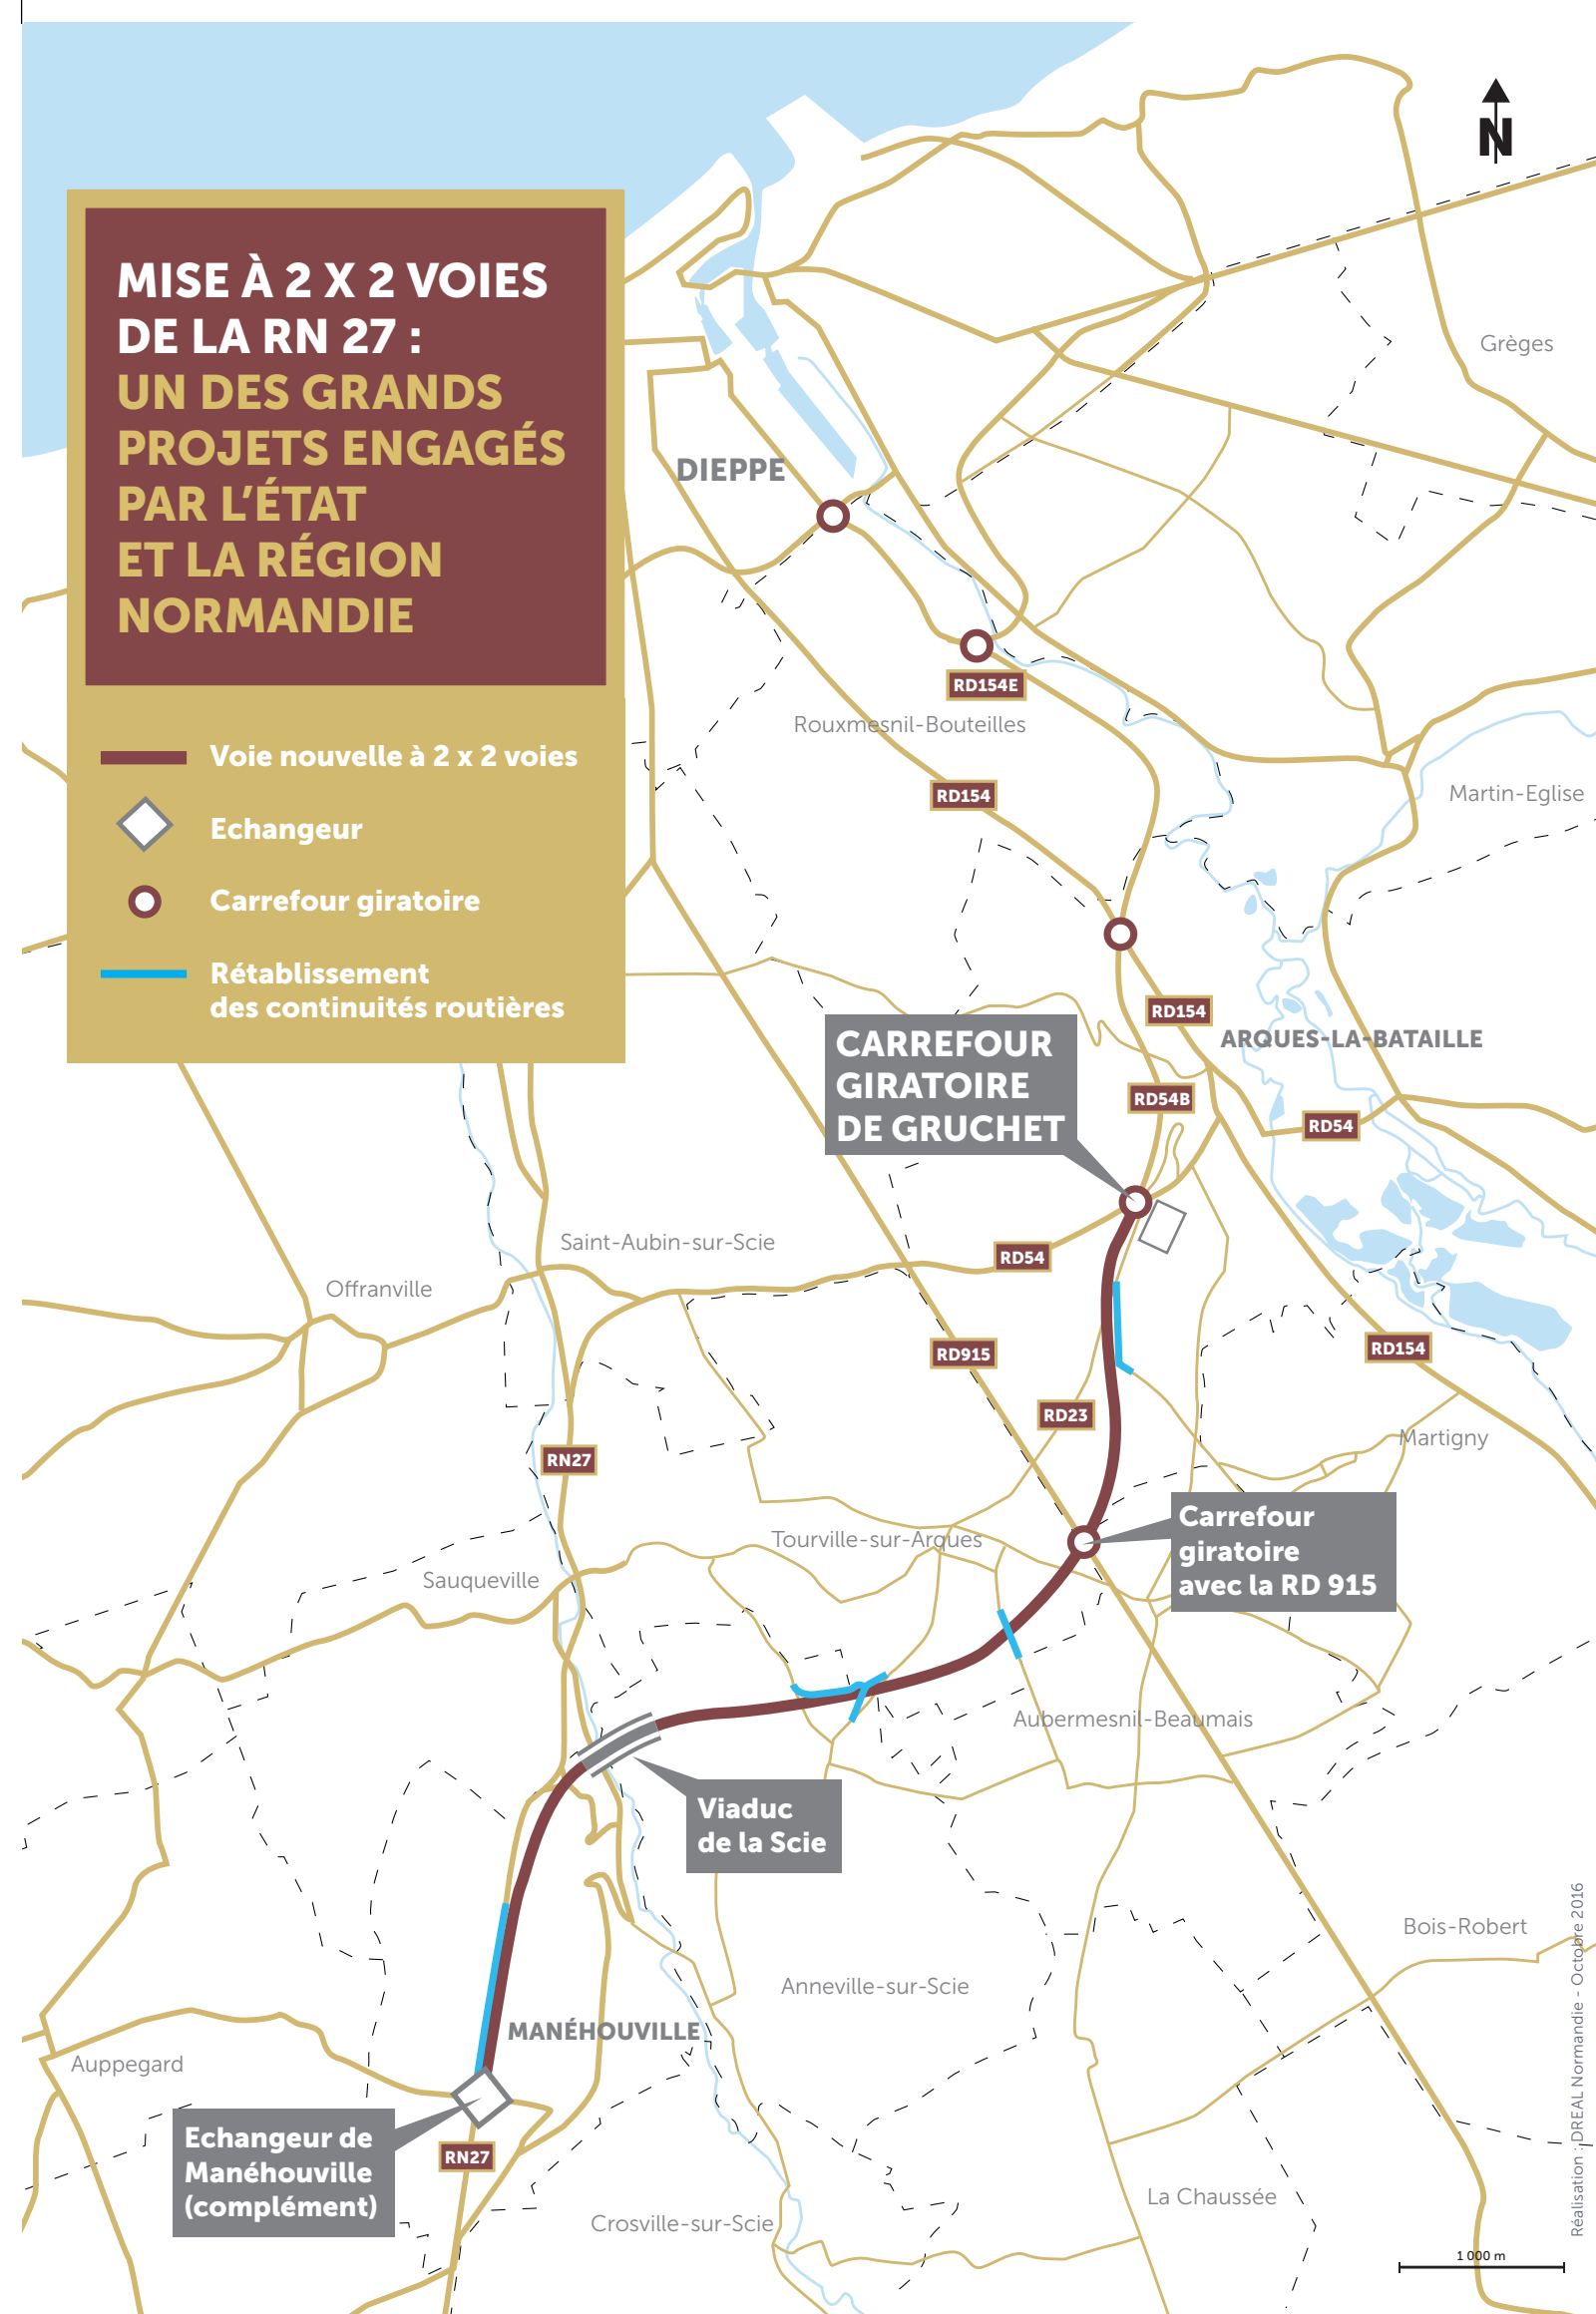 N
MISE À 2 X 2 VOIES
DE LA RN 27 :
UN DES GRANDS
PROJETS ENGAGÉS
PAR L'ÉTAT
ET LA RÉGION
NORMANDIE
Voie nouvelle à 2 x 2 voies
Echangeur
Carrefour giratoire
Rétablissement
des continuités routières
Grèges
DIEPPE
RD154E
Rouxmesnil-Bouteilles
RD154
Martin-Eglise
RD154
ARQUES-LA-BATAILLE
CARREFOUR
GIRATOIRE
DE GRUCHET
RD54B
RD54
Saint-Aubin-sur-Scie
RD54
Offranville
RD915
RD154
RD23
Martigny
RN27
Carrefour
giratoire
avec la RD 915
Tourville-sur-Arques
Sauqueville
Aubermesnil-Beaumais
Viaduc
de la Scie
Bois-Robert
Anneville-sur-Scie
MANÉHOUVILLE
Auppegard
Echangeur de
Manéhouville
(complément)
RN27
La Chaussée
Crosville-sur-Scie
1 000 m
Réalisation : DREAL Normandie - Octobre 2016